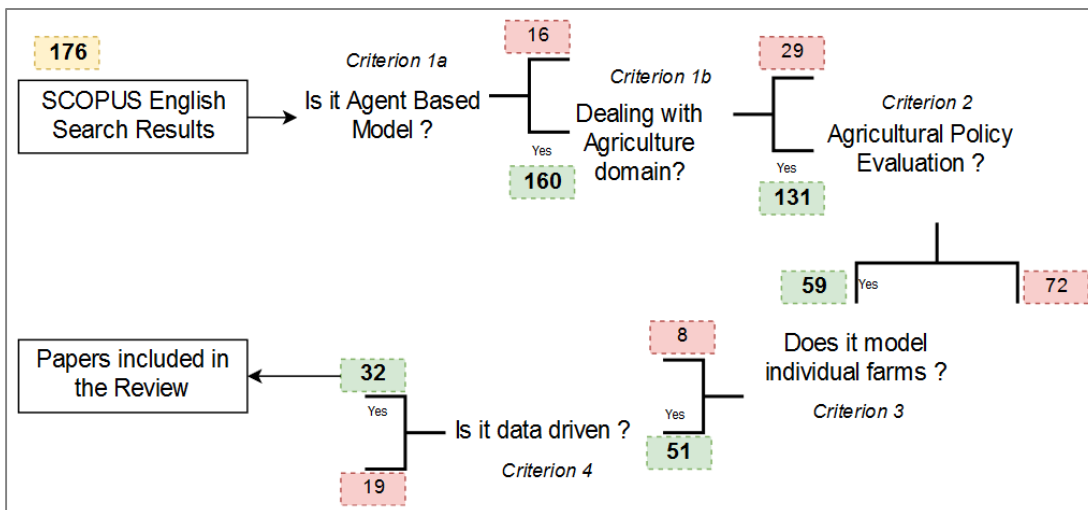 176
SCOPUS English
Search Results
Criterion 1a
Is it Agent Based
Model ?
16
Yes
160
Criterion 1b
Dealing with
Agriculture
domain?
29
Yes
131
Criterion 2
Agricultural Policy
Evaluation ?
59
Yes
72
Does it model
individual farms ?
Criterion 3
8
Yes
51
Is it data driven ?
Criterion 4
32
Yes
19
Papers included in
the Review